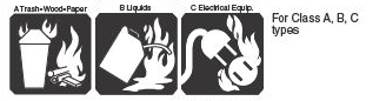 A Trash•Wood•Paper
B Liquids
C Electrical Equip.
For Class A, B, C
types